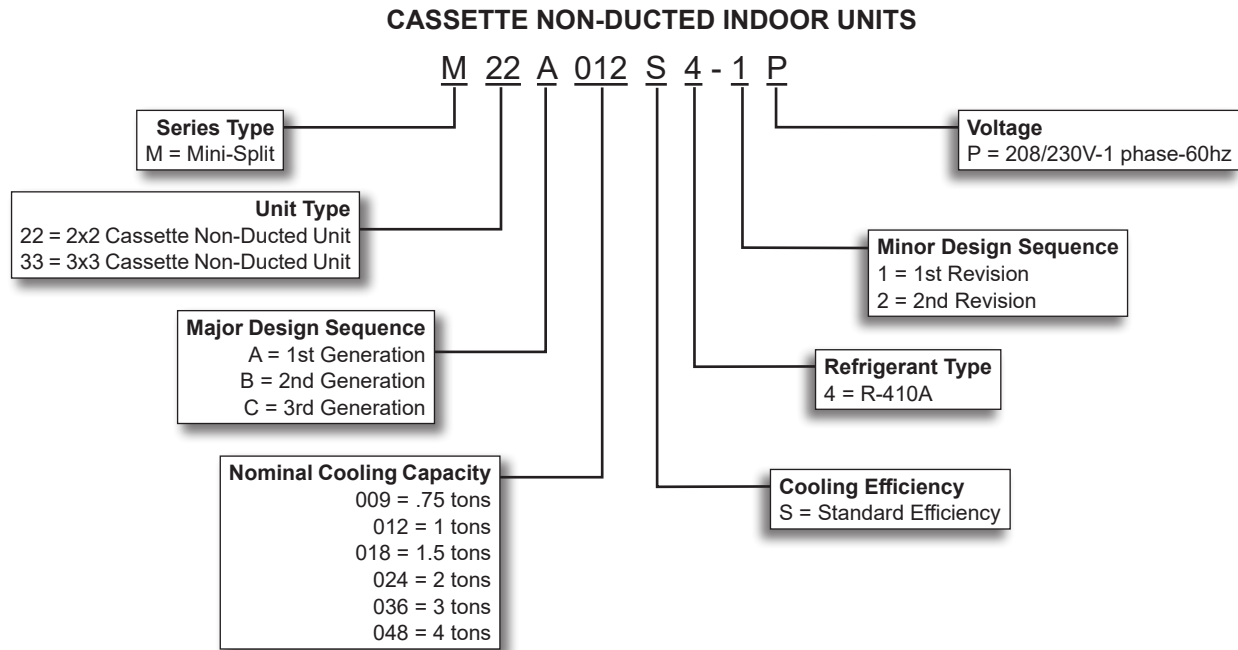 CASSETTE NON-DUCTED INDOOR UNITS
M 22 A 012 S 4 - 1 P
Series Type
M = Mini-Split
Voltage
P = 208/230V-1 phase-60hz
Unit Type
22 = 2x2 Cassette Non-Ducted Unit
33 = 3x3 Cassette Non-Ducted Unit
Minor Design Sequence
1 = 1st Revision
2 = 2nd Revision
Major Design Sequence
A = 1st Generation
B = 2nd Generation
C = 3rd Generation
Refrigerant Type
4 = R-410A
Nominal Cooling Capacity
009 = .75 tons
012 = 1 tons
018 = 1.5 tons
024 = 2 tons
036 = 3 tons
048 = 4 tons
Cooling Efficiency
S = Standard Efficiency